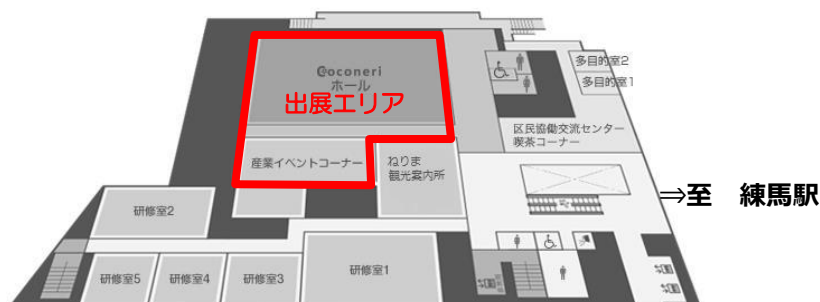 Coconeri
ホール
出展エリア
多目的室2
多目的室1
区民協働交流センター
喫茶コーナー
産業イベントコーナー
ねりま
観光案内所
⇒至　練馬駅
研修室2
研修室5
研修室4
研修室3
研修室1